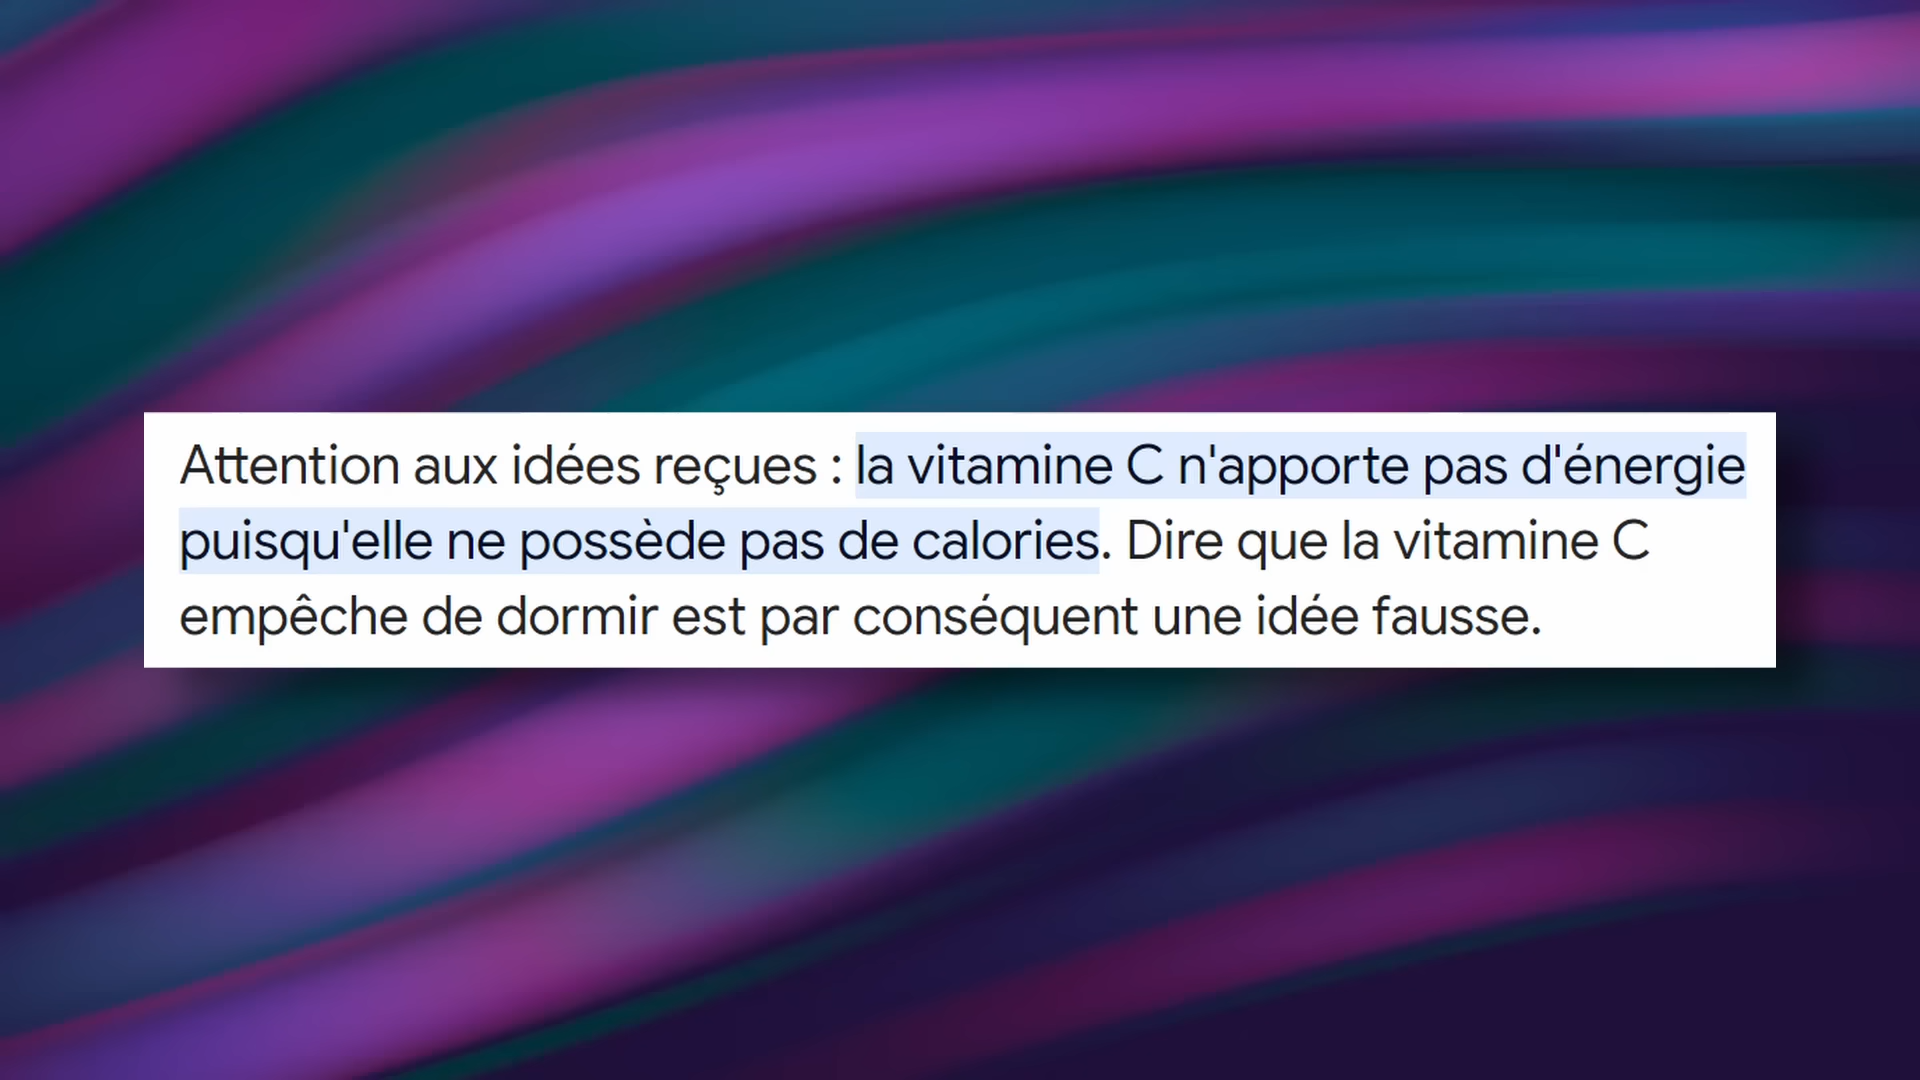 Attention aux idées reçues : la vitamine C n'apporte pas d'énergie
puisqu'elle ne possède pas de calories. Dire que la vitamine C
empêche de dormir est par conséquent une idée fausse.